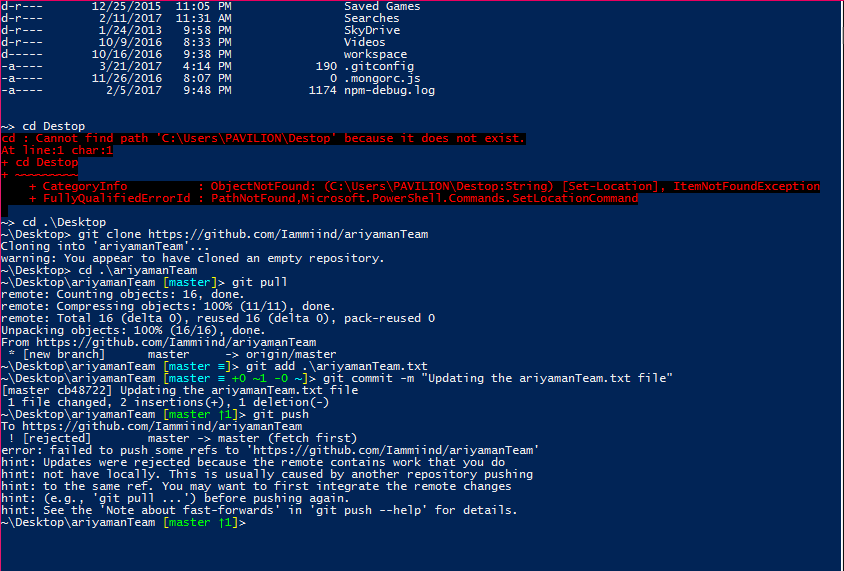 d-r---        12/25/2015  11:05 PM                Saved Games
d-r---         2/11/2017  11:31 AM                Searches
d-r---         1/24/2013   9:58 PM                SkyDrive
d-r---         10/9/2016   8:33 PM                Videos
d-----        10/16/2016   9:38 PM                workspace
-a----         3/21/2017   4:14 PM            190 .gitconfig
-a----        11/26/2016   8:07 PM              0 .mongorc.js
-a----          2/5/2017   9:48 PM           1174 npm-debug.log
~> cd Destop
cd : Cannot find path 'C:\Users\PAVILION\Destop' because it does not exist.
At line:1 char:1
+ cd Destop
+ ~~~~~~~~~
    + CategoryInfo          : ObjectNotFound: (C:\Users\PAVILION\Destop:String) [Set-Location], ItemNotFoundException
    + FullyQualifiedErrorId : PathNotFound,Microsoft.PowerShell.Commands.SetLocationCommand
~> cd .\Desktop
~\Desktop> git clone https://github.com/Iammiind/ariyamanTeam
Cloning into 'ariyamanTeam'...
warning: You appear to have cloned an empty repository.
~\Desktop> cd .\ariyamanTeam
~\Desktop\ariyamanTeam [master]> git pull
remote: Counting objects: 16, done.
remote: Compressing objects: 100% (11/11), done.
remote: Total 16 (delta 0), reused 16 (delta 0), pack-reused 0
Unpacking objects: 100% (16/16), done.
From https://github.com/Iammiind/ariyamanTeam
 * [new branch]      master     -> origin/master
~\Desktop\ariyamanTeam [master ≡]> git add .\ariyamanTeam.txt
~\Desktop\ariyamanTeam [master ≡ +0 ~1 -0 ~]> git commit -m "Updating the ariyamanTeam.txt file"
[master cb48722] Updating the ariyamanTeam.txt file
 1 file changed, 2 insertions(+), 1 deletion(-)
~\Desktop\ariyamanTeam [master ↑1]> git push
To https://github.com/Iammiind/ariyamanTeam
 ! [rejected]        master -> master (fetch first)
error: failed to push some refs to 'https://github.com/Iammiind/ariyamanTeam'
hint: Updates were rejected because the remote contains work that you do
hint: not have locally. This is usually caused by another repository pushing
hint: to the same ref. You may want to first integrate the remote changes
hint: (e.g., 'git pull ...') before pushing again.
hint: See the 'Note about fast-forwards' in 'git push --help' for details.
~\Desktop\ariyamanTeam [master ↑1]>